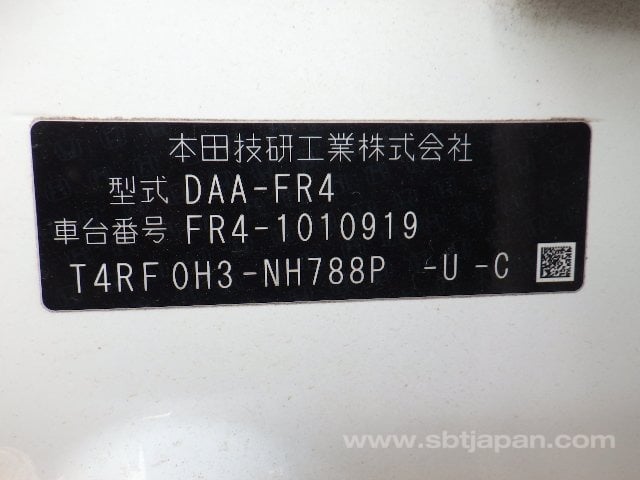 本田技研工業株式会社
型式 DAA-FR4
車台番号 FR4-1010919
T4RF0H3-NH788P -U -C
www.sbtjapan.com